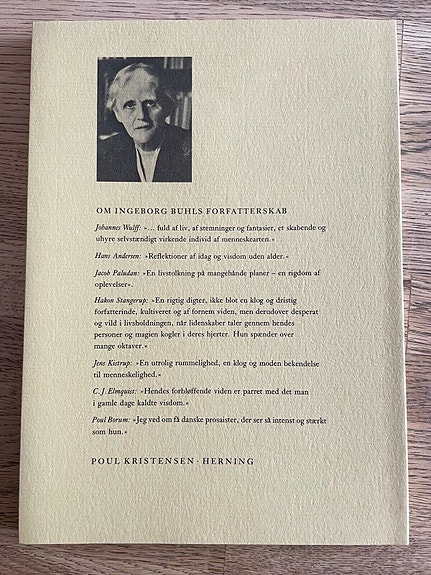 OM INGEBORG BUHLS FORFATTERSKAB
Johannes Wulff: »... fuld af liv, af stemninger og fantasier, et skabende og
uhyre selvstændigt virkende individ af menneskearten.«
Hans Andersen: »Reflektioner af idag og visdom uden alder.«
Jacob Paludan: »En livstolkning på mangehånde planer – en rigdom af
oplevelser«.
Hakon Stangerup: »En rigtig digter, ikke blot en klog og dristig
forfatterinde, kultiveret og af fornem viden, men derudover desperat
og vild i livsholdningen, når lidenskaber taler gennem hendes
personer og magien kogler i deres hjerter. Hun spænder over
mange oktaver.«
Jens Kistrup: »En utrolig rummelighed, en klog og moden bekendelse
til menneskelighed.«
C. J. Elmquist: »Hendes forbløffende viden er parret med det man
i gamle dage kaldte visdom.«
Poul Borum: »Jeg ved om få danske prosaister, der ser så intenst og stærkt
som hun.«
POUL KRISTENSEN · HERNING